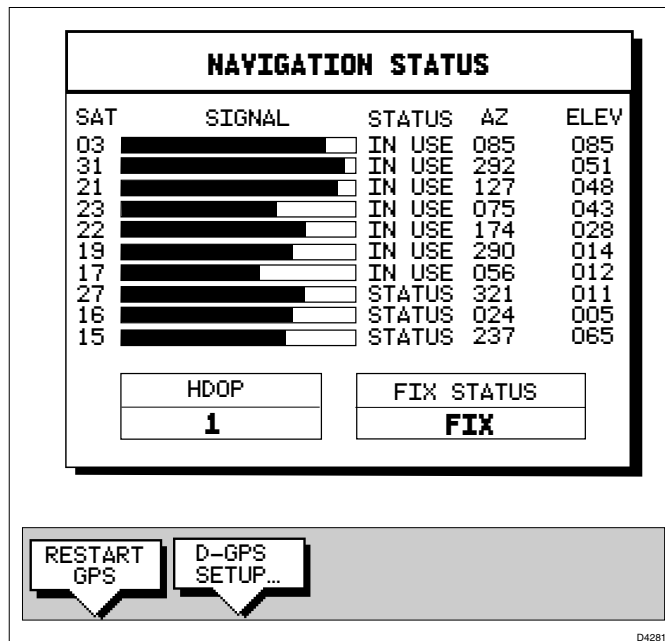 NAVIGATION STATUS
SAT SIGNAL STATUS AZ ELEV
03 IN USE 085 085
31 IN USE 292 051
21 IN USE 127 048
23 IN USE 075 043
22 IN USE 174 028
19 IN USE 290 014
17 IN USE 056 012
27 STATUS 321 011
16 STATUS 024 005
15 STATUS 237 065
HDOP
1
FIX STATUS
FIX
RESTART
GPS
D-GPS
SETUP...
D4281